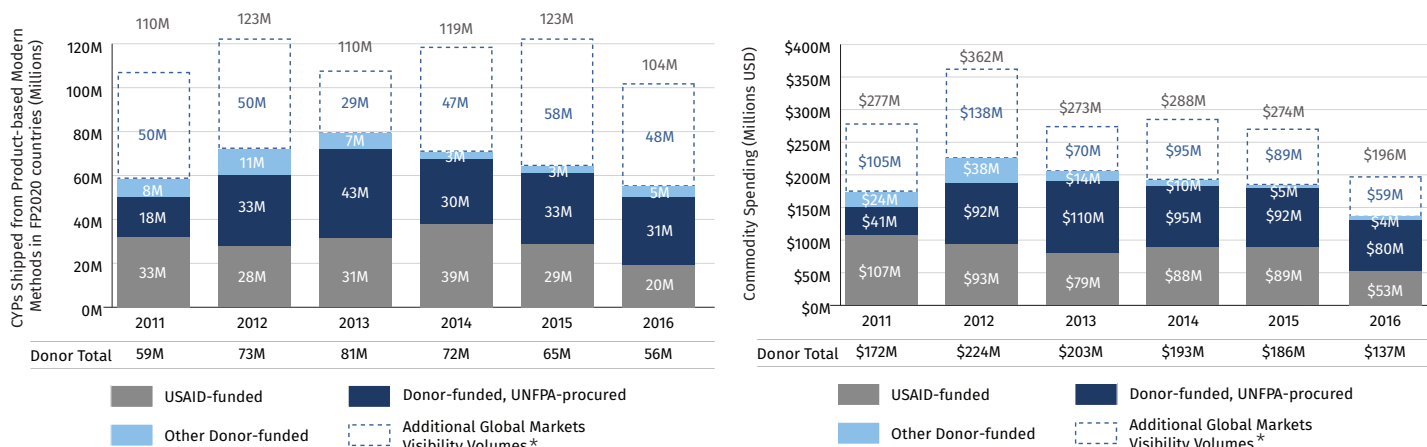 CYPs Shipped from Product-based Modern
Methods in FP2020 countries (Millions)
120M
100M
80M
60M
40M
20M
0M
110M
123M
110M
119M
123M
104M
50M
50M
29M
47M
58M
48M
8M
11M
7M
3M
3M
5M
18M
33M
43M
30M
33M
31M
33M
28M
31M
39M
29M
20M
2011 2012 2013 2014 2015 2016
Donor Total 59M 73M 81M 72M 65M 56M
USAID-funded
Donor-funded, UNFPA-procured
Other Donor-funded
Additional Global Markets
Visibility Volumes*
Commodity Spending (Millions USD)
$400M
$350M
$300M
$250M
$200M
$150M
$100M
$50M
$0M
$277M
$362M
$273M
$288M
$274M
$196M
$105M
$138M
$70M
$95M
$89M
$59M
$24M
$38M
$14M
$10M
$5M
$4M
$41M
$92M
$110M
$95M
$92M
$80M
$107M
$93M
$79M
$88M
$89M
$53M
2011 2012 2013 2014 2015 2016
Donor Total $172M $224M $203M $193M $186M $137M
USAID-funded
Donor-funded, UNFPA-procured
Other Donor-funded
Additional Global Markets
Visibility Volumes*